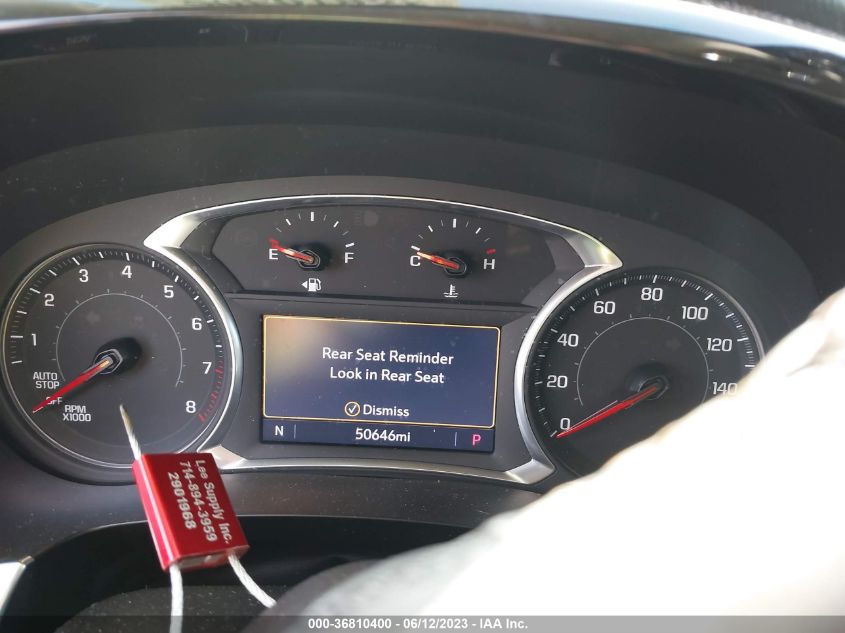 E
F
C
H
1
2
3
4
5
6
7
8
AUTO
STOP
OFF
RPM
X1000
Rear Seat Reminder
Look in Rear Seat
Dismiss
N 50646mi P
0
20
40
60
80
100
120
140
Lee Supply Inc.
714-894-3959
2901968
000-36810400 - 06/12/2023 - IAA Inc.